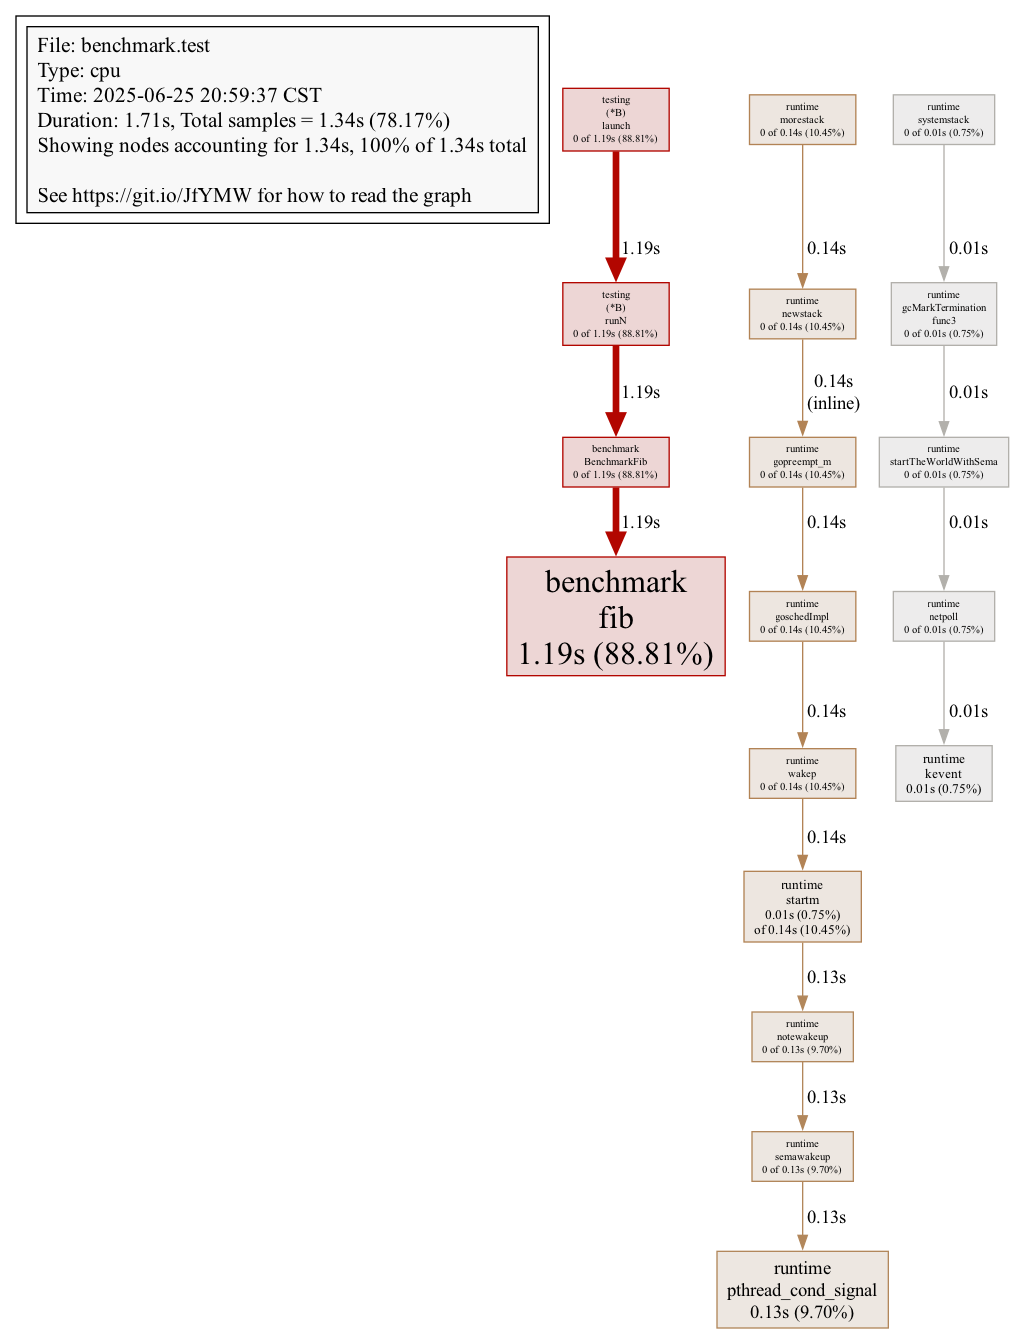 File: benchmark.test
Type: cpu
Time: 2025-06-25 20:59:37 CST
Duration: 1.71s, Total samples = 1.34s (78.17%)
Showing nodes accounting for 1.34s, 100% of 1.34s total
See https://git.io/JfYMW for how to read the graph
testing
(*B)
launch
0 of 1.19s (88.81%)
1.19s
testing
(*B)
runN
0 of 1.19s (88.81%)
1.19s
benchmark
BenchmarkFib
0 of 1.19s (88.81%)
1.19s
benchmark
fib
1.19s (88.81%)
runtime
morestack
0 of 0.14s (10.45%)
0.14s
runtime
newstack
0 of 0.14s (10.45%)
0.14s
(inline)
runtime
gopreempt_m
0 of 0.14s (10.45%)
0.14s
runtime
goschedImpl
0 of 0.14s (10.45%)
0.14s
runtime
wakep
0 of 0.14s (10.45%)
0.14s
runtime
startm
0.01s (0.75%)
of 0.14s (10.45%)
0.13s
runtime
notewakeup
0 of 0.13s (9.70%)
0.13s
runtime
semawakeup
0 of 0.13s (9.70%)
0.13s
runtime
pthread_cond_signal
0.13s (9.70%)
runtime
systemstack
0 of 0.01s (0.75%)
0.01s
runtime
gcMarkTermination
func3
0 of 0.01s (0.75%)
0.01s
runtime
startTheWorldWithSema
0 of 0.01s (0.75%)
0.01s
runtime
netpoll
0 of 0.01s (0.75%)
0.01s
runtime
kevent
0.01s (0.75%)